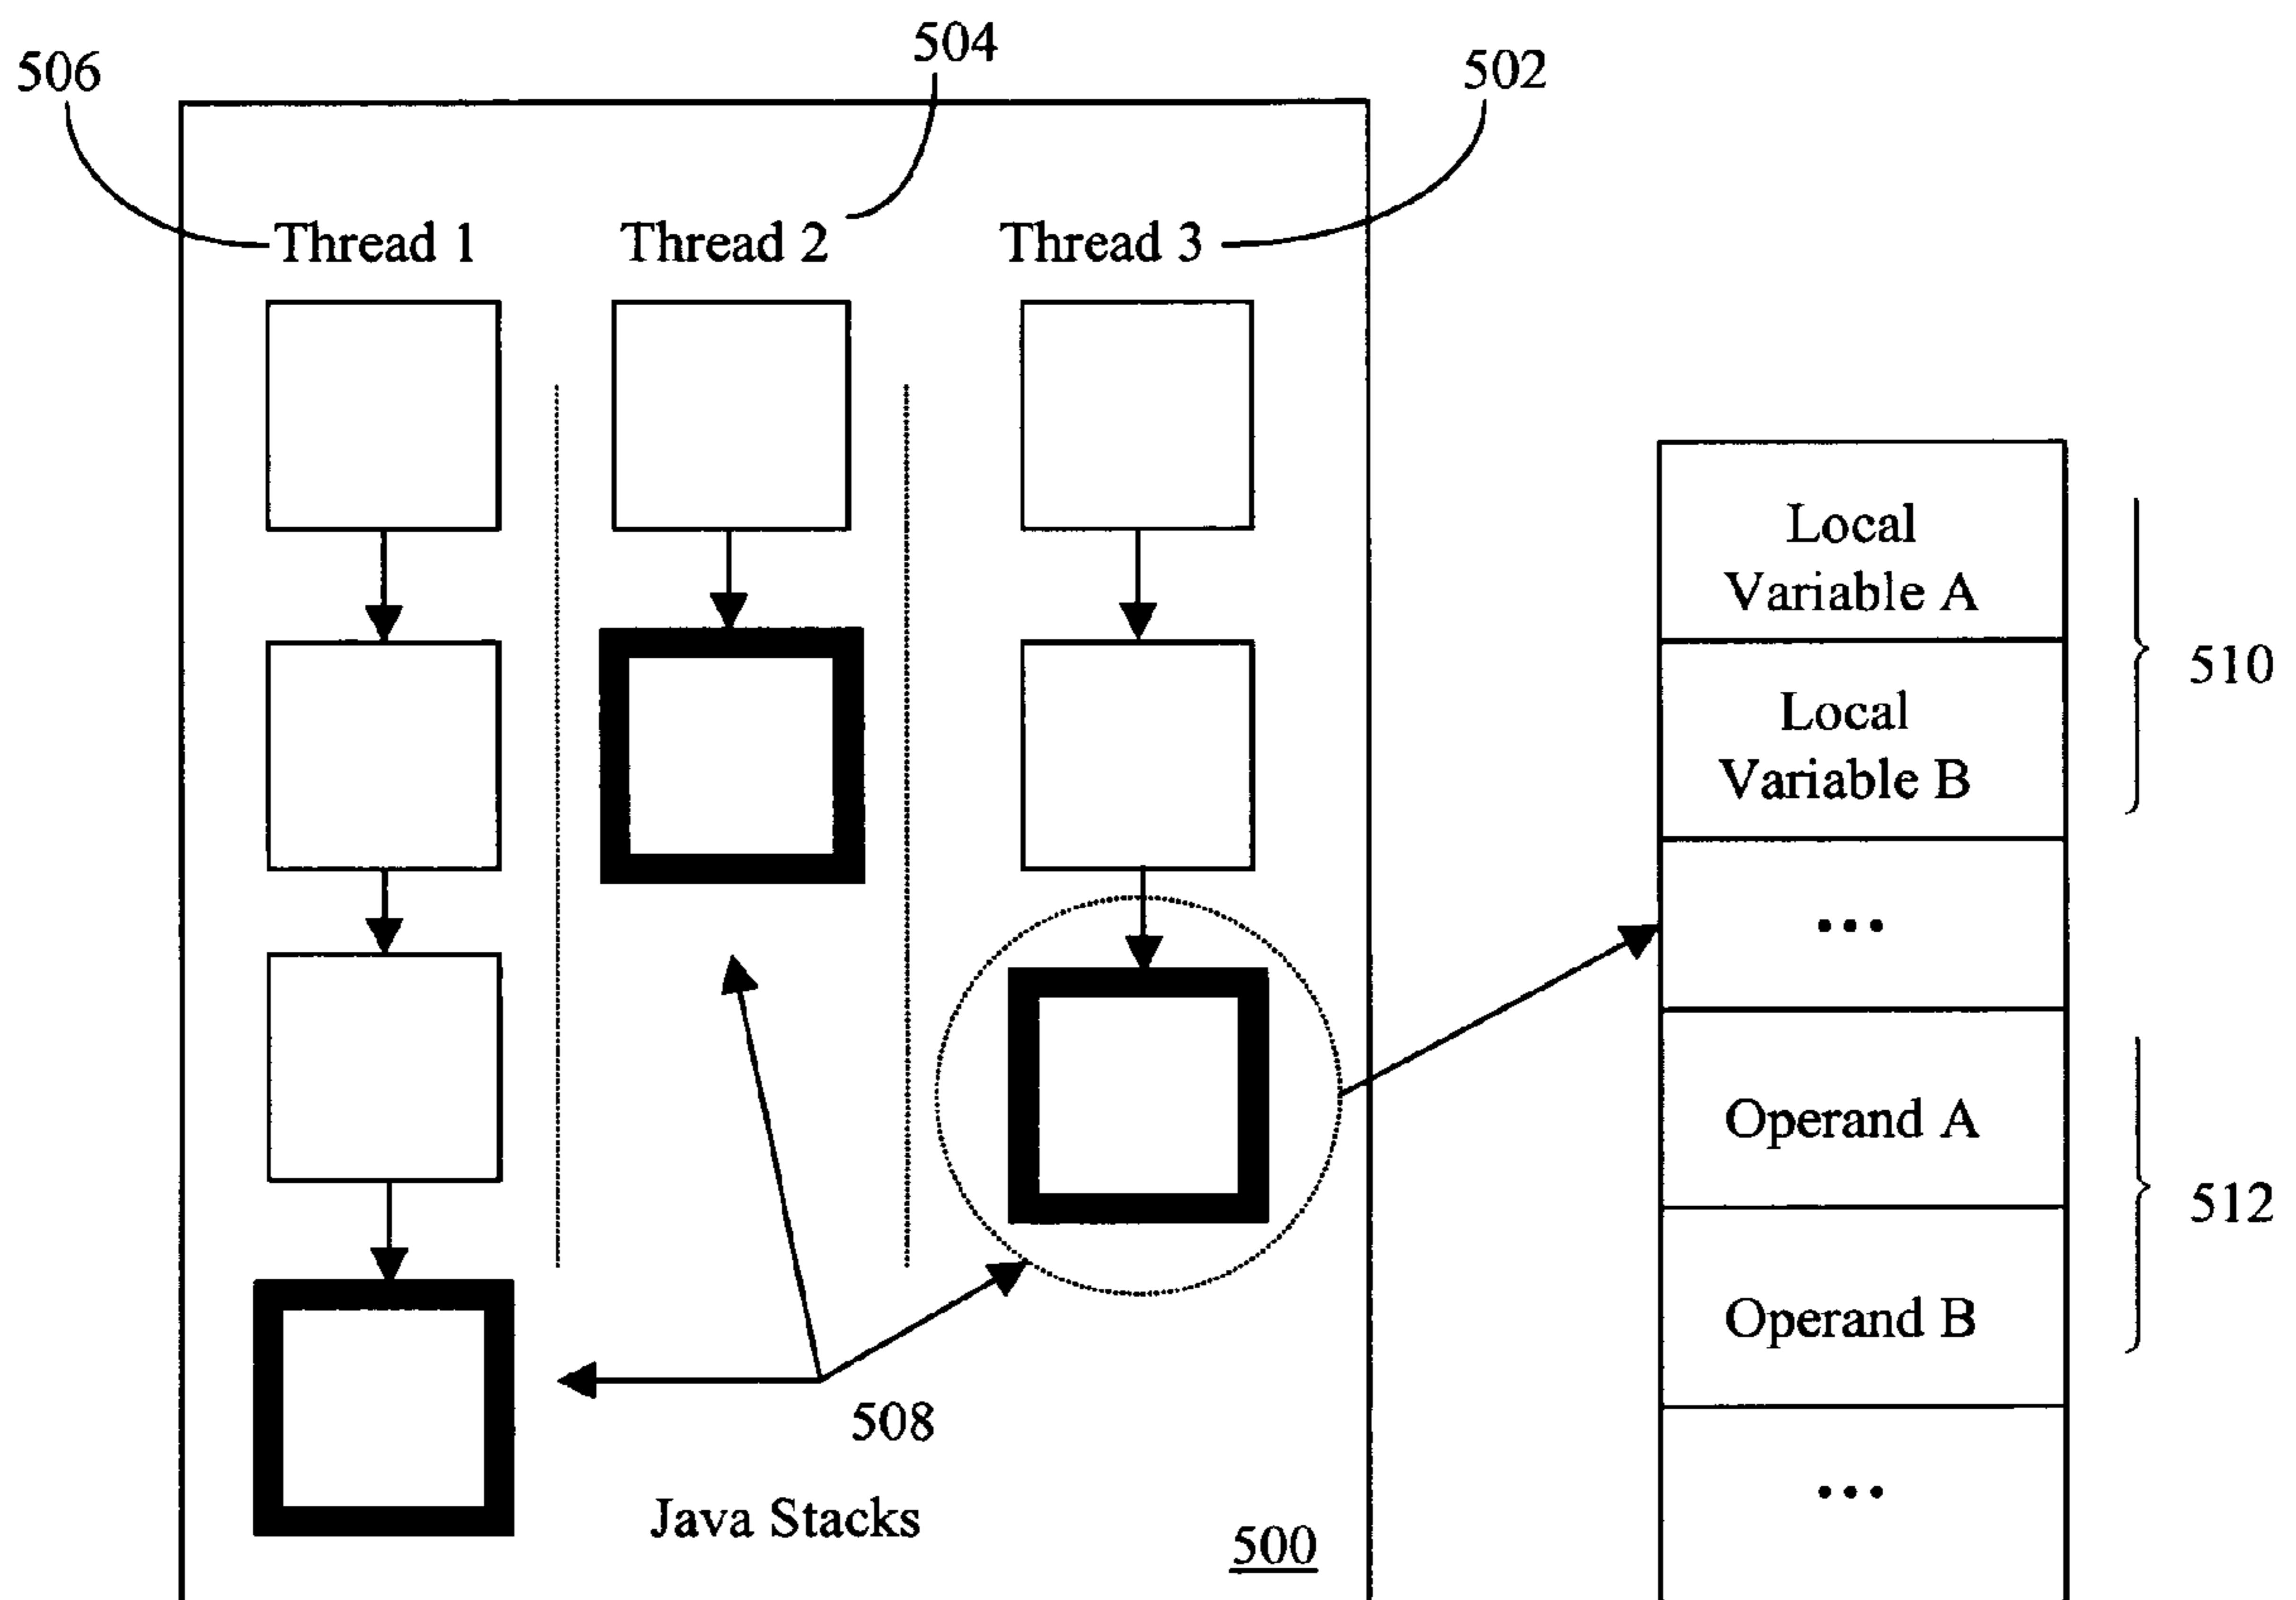 504
506
502
Thread 1
Thread 2
Thread 3
Local
Variable A
510
Local
Variable B
...
Operand A
512
Operand B
508
...
Java Stacks
500